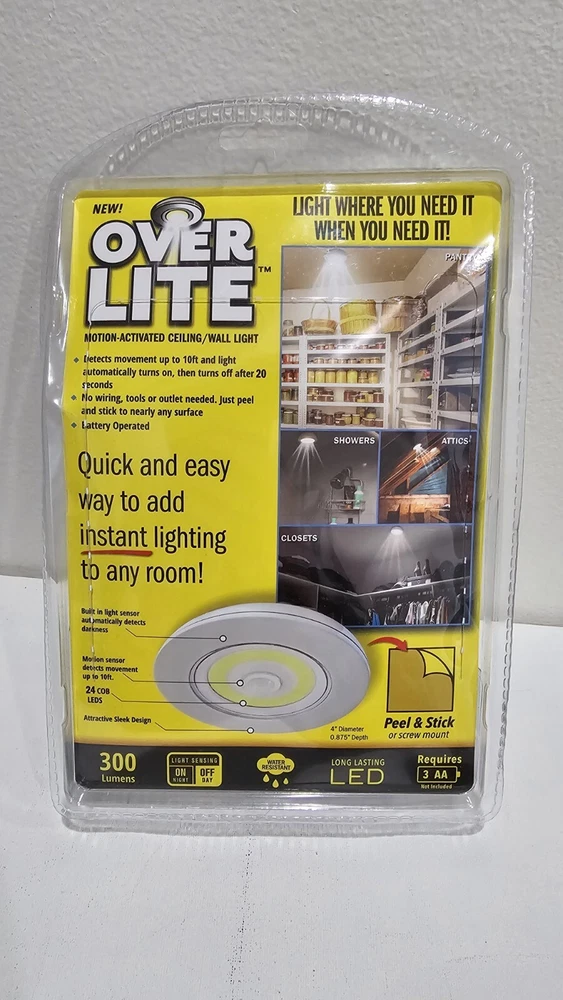 NEW!
OVER
LITE™
MOTION-ACTIVATED CEILING/WALL LIGHT
Detects movement up to 10ft and light
automatically turns on, then turns off after 20
seconds
No wiring, tools or outlet needed. Just peel
and stick to nearly any surface
Battery Operated
Quick and easy
way to add
instant lighting
to any room!
LIGHT WHERE YOU NEED IT
WHEN YOU NEED IT!
PANTRY
SHOWERS
ATTICS
CLOSETS
Built in light sensor
automatically detects
darkness
Motion sensor
detects movement
up to 10ft.
24 COB
LEDS
Attractive Sleek Design
4" Diameter
0.875" Depth
Peel & Stick
or screw mount
300
Lumens
LIGHT SENSING
ON
NIGHT
OFF
DAY
WATER
RESISTANT
LONG LASTING
LED
Requires
3 AA
Not Included